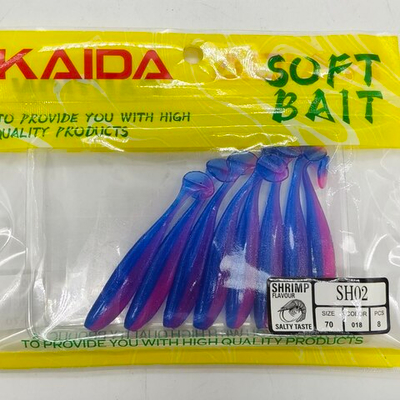 KAIDA
SOFT
BAIT
TO PROVIDE YOU WITH HIGH
QUALITY PRODUCTS
SHRIMP
FLAVOUR
SALTY TASTE
SH02
SIZE COLOUR PCS
70 018 8
TO PROVIDE YOU WITH HIGH QUALITY PRODUCTS